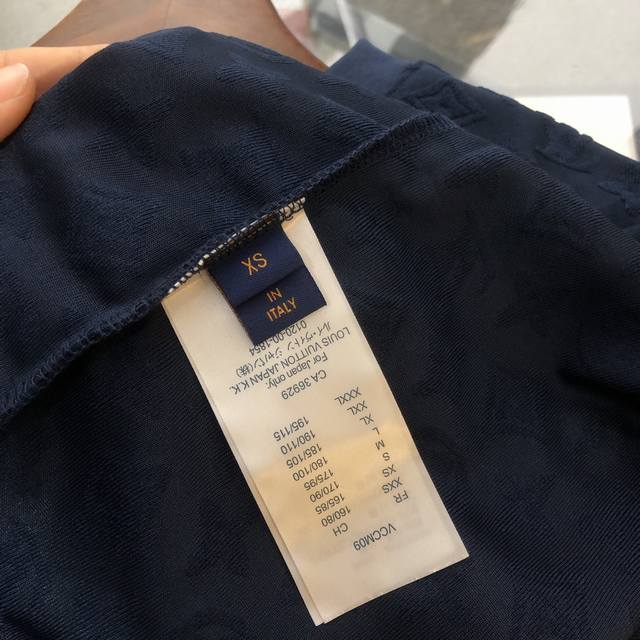 XS
IN
ITALY
VCCM09
FR CH
XXS 160/80
XS 165/85
S 170/90
M 175/95
L 180/100
XL 185/105
XXL 190/110
XXXL 195/115
CA 36929
For Japan only:
LOUIS VUITTON JAPAN K.K.
ルイ・ヴィトン ジャパン(株)
0120-00-1854